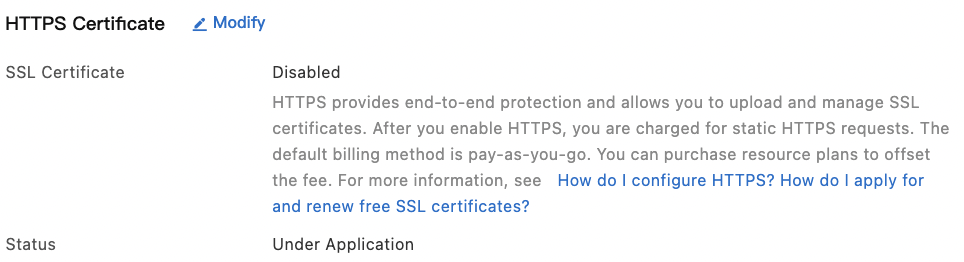 HTTPS Certificate Modify
SSL Certificate Disabled
HTTPS provides end-to-end protection and allows you to upload and manage SSL
certificates. After you enable HTTPS, you are charged for static HTTPS requests. The
default billing method is pay-as-you-go. You can purchase resource plans to offset
the fee. For more information, see How do I configure HTTPS? How do I apply for
and renew free SSL certificates?
Status Under Application